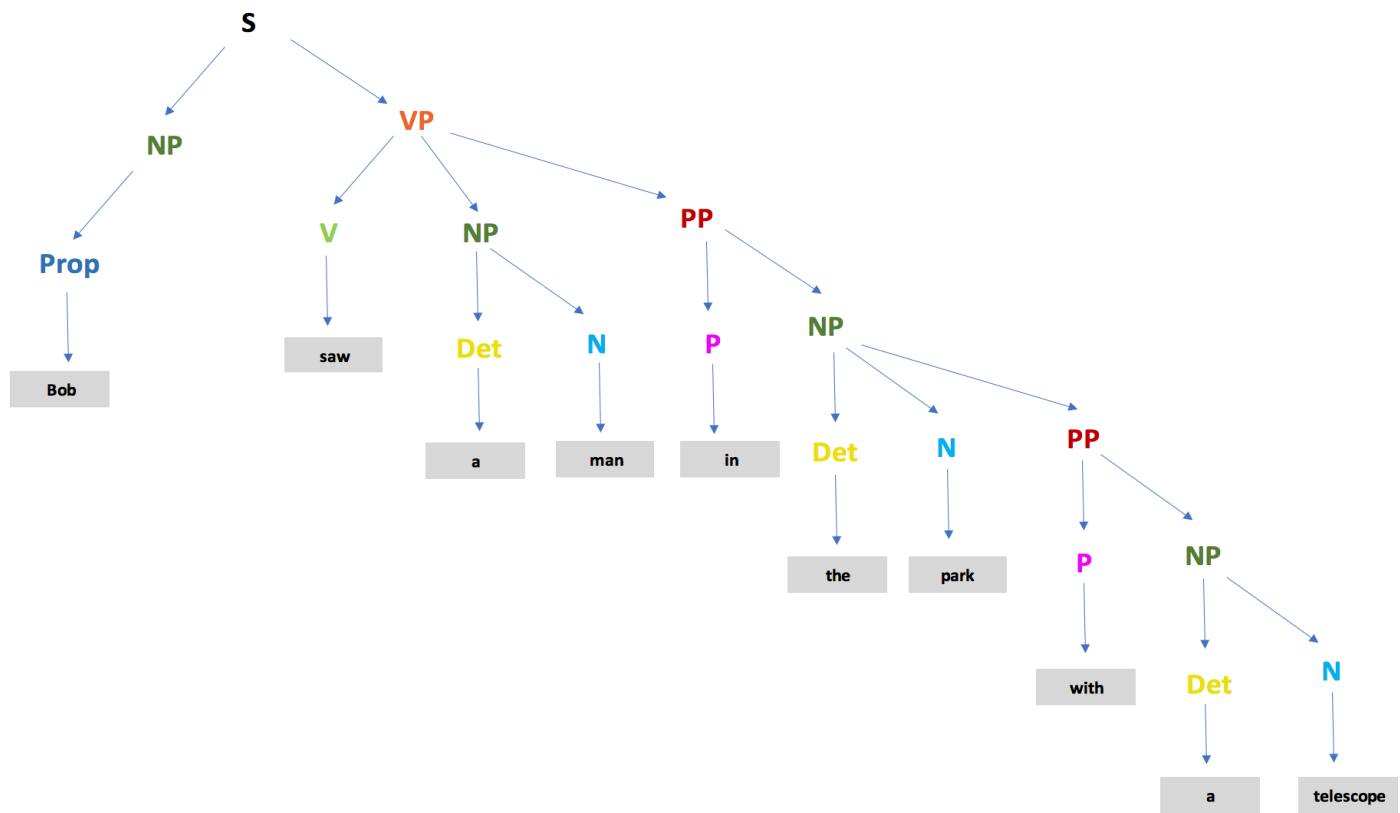 S
VP
NP
PP
V
NP
Prop
NP
saw
Det
N
P
Bob
a
man
in
Det
N
PP
the
park
P
NP
with
Det
N
a
telescope